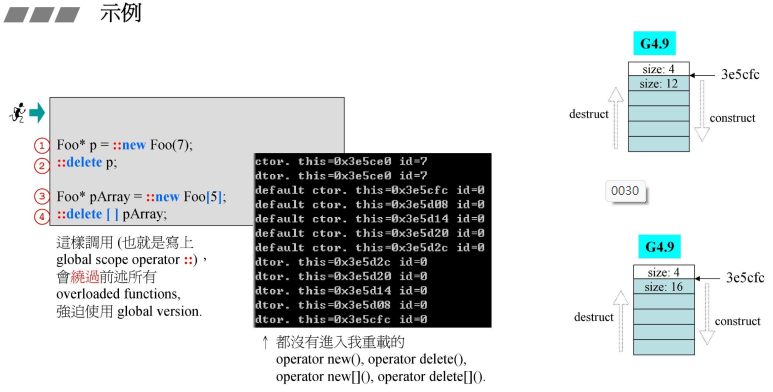 示例
① Foo* p = ::new Foo(7);
② ::delete p;
③ Foo* pArray = ::new Foo[5];
④ ::delete [ ] pArray;
這樣調用 (也就是寫上
global scope operator ::)，
會繞過前述所有
overloaded functions,
強迫使用 global version.
ctor. this=0x3e5ce0 id=7
dtor. this=0x3e5ce0 id=7
default ctor. this=0x3e5cfc id=0
default ctor. this=0x3e5d08 id=0
default ctor. this=0x3e5d14 id=0
default ctor. this=0x3e5d20 id=0
default ctor. this=0x3e5d2c id=0
dtor. this=0x3e5d2c id=0
dtor. this=0x3e5d20 id=0
dtor. this=0x3e5d14 id=0
dtor. this=0x3e5d08 id=0
dtor. this=0x3e5cfc id=0
↑ 都沒有進入我重載的
operator new(), operator delete(),
operator new[](), operator delete[]().
G4.9
size: 4
3e5cfc
size: 12
destruct
construct
0030
G4.9
size: 4
3e5cfc
size: 16
destruct
construct